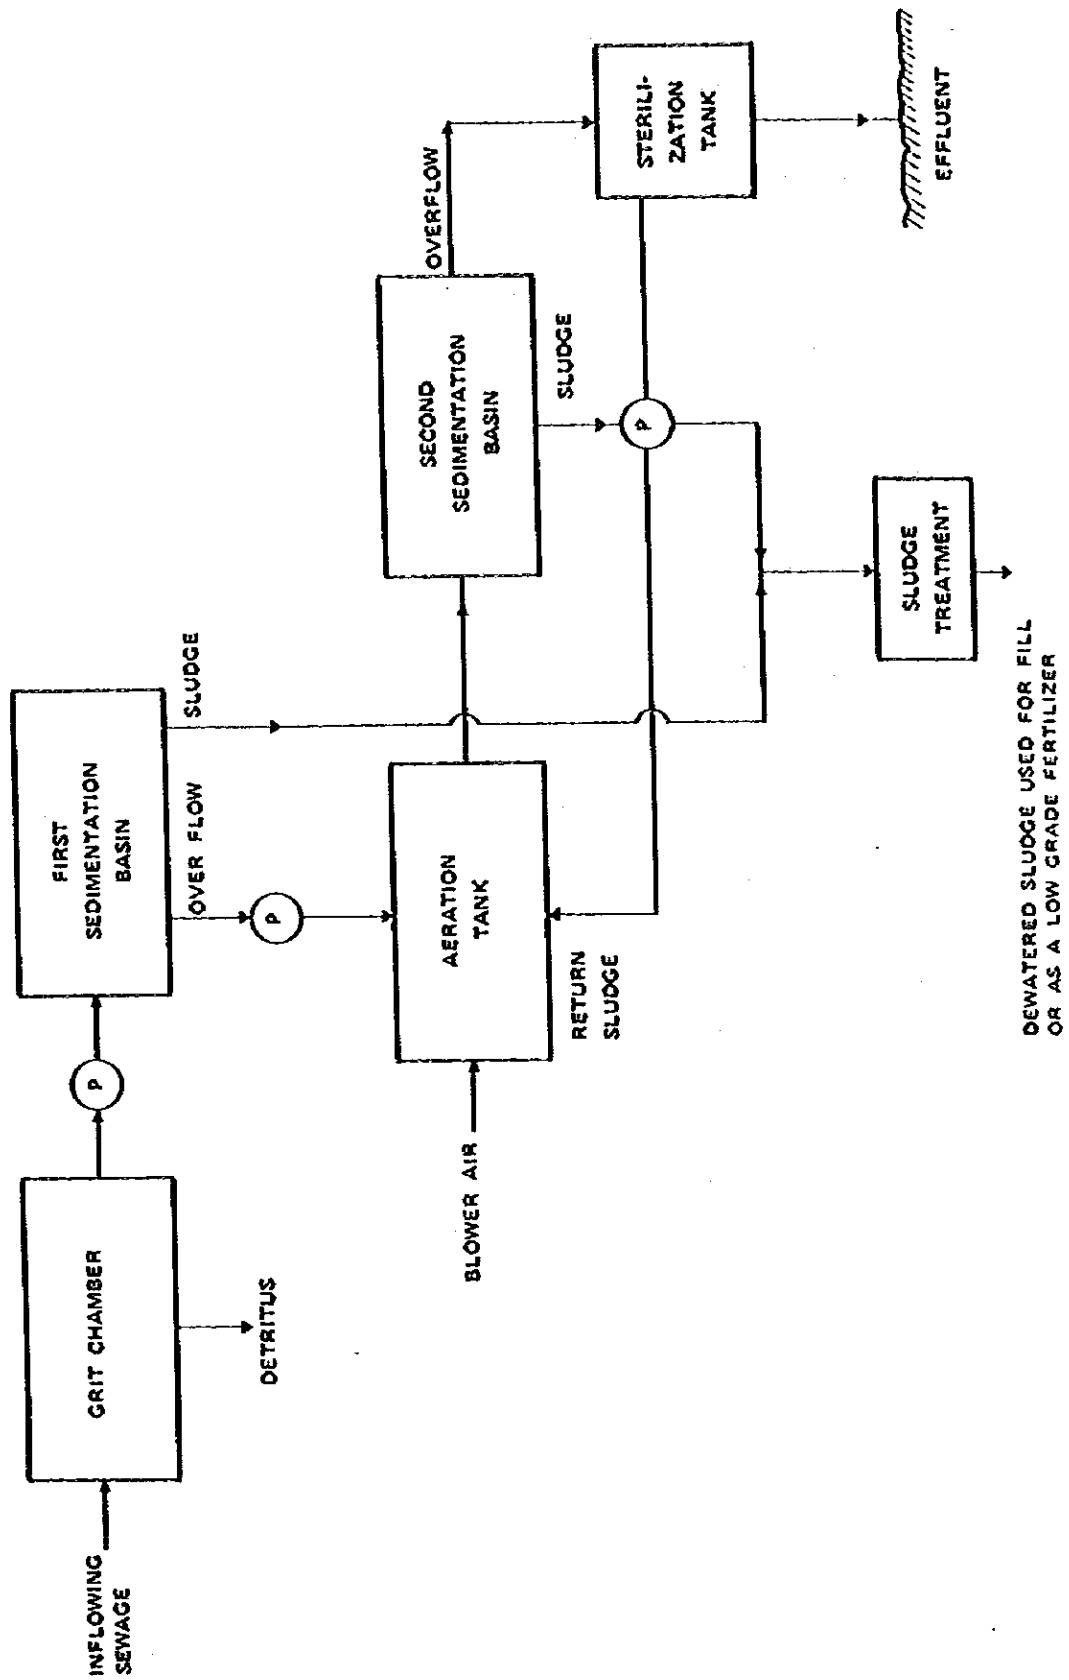 INFLOWING
SEWAGE
GRIT CHAMBER
DETRITUS
P
FIRST
SEDIMENTATION
BASIN
OVER FLOW
SLUDGE
P
BLOWER AIR
AERATION
TANK
RETURN
SLUDGE
SECOND
SEDIMENTATION
BASIN
OVERFLOW
SLUDGE
P
STERILI-
ZATION
TANK
EFFLUENT
SLUDGE
TREATMENT
DEWATERED SLUDGE USED FOR FILL
OR AS A LOW GRADE FERTILIZER